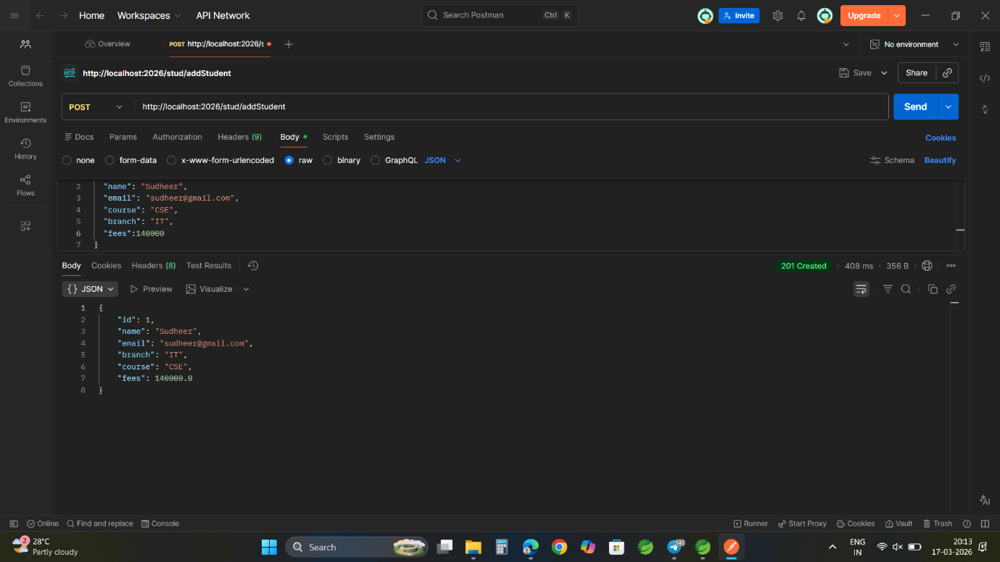 Home Workspaces API Network Search Postman Ctrl K Invite Upgrade
Overview POST http://localhost:2026/s No environment
HTTP http://localhost:2026/stud/addStudent Save Share
Collections
POST http://localhost:2026/stud/addStudent Send
Environments
Docs Params Authorization Headers (9) Body Scripts Settings Cookies
History
none form-data x-www-form-urlencoded raw binary GraphQL JSON Schema Beautify
Flows
2 "name": "Sudheer",
3 "email": "sudheer@gmail.com",
4 "course": "CSE",
5 "branch": "IT",
6 "fees":140000
7 }
Body Cookies Headers (8) Test Results 201 Created 408 ms 356 B
{} JSON Preview Visualize
1 {
2 "id": 1,
3 "name": "Sudheer",
4 "email": "sudheer@gmail.com",
5 "branch": "IT",
6 "course": "CSE",
7 "fees": 140000.0
8 }
AI
Online Find and replace Console Runner Start Proxy Cookies Vault Trash
2 28°C
Partly cloudy
Search
141
ENG
IN
20:13
17-03-2026